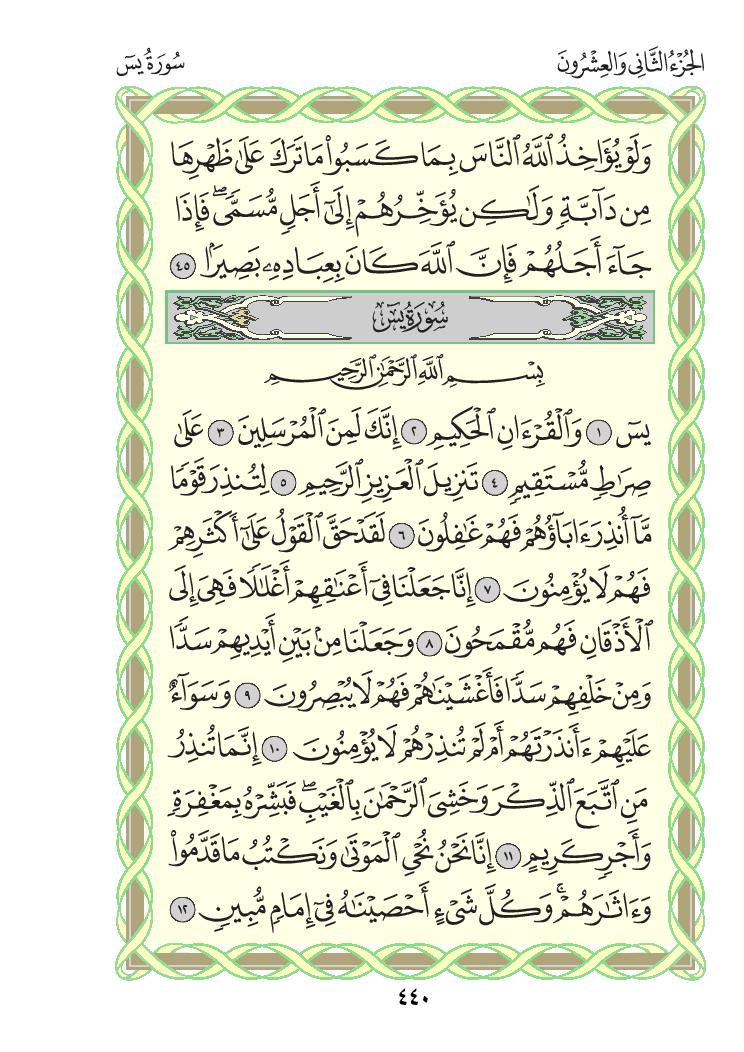 الجُزْءُ الثَّانِى وَالعِشْرُونَ
سُورَةُ يسٓ
وَلَوْ يُؤَاخِذُ ٱللَّهُ ٱلنَّاسَ بِمَا كَسَبُوا۟ مَا تَرَكَ عَلَىٰ ظَهْرِهَا
مِن دَآبَّةٍ وَلَٰكِن يُؤَخِّرُهُمْ إِلَىٰٓ أَجَلٍ مُّسَمًّى ۖ فَإِذَا
جَآءَ أَجَلُهُمْ فَإِنَّ ٱللَّهَ كَانَ بِعِبَادِهِۦ بَصِيرًۢا ٤٥
سُورَةُ يسٓ
بِسْمِ ٱللَّهِ ٱلرَّحْمَٰنِ ٱلرَّحِيمِ
يسٓ ١ وَٱلْقُرْءَانِ ٱلْحَكِيمِ ٢ إِنَّكَ لَمِنَ ٱلْمُرْسَلِينَ ٣ عَلَىٰ
صِرَٰطٍ مُّسْتَقِيمٍ ٤ تَنزِيلَ ٱلْعَزِيزِ ٱلرَّحِيمِ ٥ لِتُنذِرَ قَوْمًا
مَّآ أُنذِرَ ءَابَآؤُهُمْ فَهُمْ غَٰفِلُونَ ٦ لَقَدْ حَقَّ ٱلْقَوْلُ عَلَىٰٓ أَكْثَرِهِمْ
فَهُمْ لَا يُؤْمِنُونَ ٧ إِنَّا جَعَلْنَا فِىٓ أَعْنَٰقِهِمْ أَغْلَٰلًا فَهِىَ إِلَى
ٱلْأَذْقَانِ فَهُم مُّقْمَحُونَ ٨ وَجَعَلْنَا مِنۢ بَيْنِ أَيْدِيهِمْ سَدًّا
وَمِنْ خَلْفِهِمْ سَدًّا فَأَغْشَيْنَٰهُمْ فَهُمْ لَا يُبْصِرُونَ ٩ وَسَوَآءٌ
عَلَيْهِمْ ءَأَنذَرْتَهُمْ أَمْ لَمْ تُنذِرْهُمْ لَا يُؤْمِنُونَ ١٠ إِنَّمَا تُنذِرُ
مَنِ ٱتَّبَعَ ٱلذِّكْرَ وَخَشِىَ ٱلرَّحْمَٰنَ بِٱلْغَيْبِ ۖ فَبَشِّرْهُ بِمَغْفِرَةٍ
وَأَجْرٍ كَرِيمٍ ١١ إِنَّا نَحْنُ نُحْىِ ٱلْمَوْتَىٰ وَنَكْتُبُ مَا قَدَّمُوا۟
وَءَاثَٰرَهُمْ ۚ وَكُلَّ شَىْءٍ أَحْصَيْنَٰهُ فِىٓ إِمَامٍ مُّبِينٍ ١٢
٤٤٠